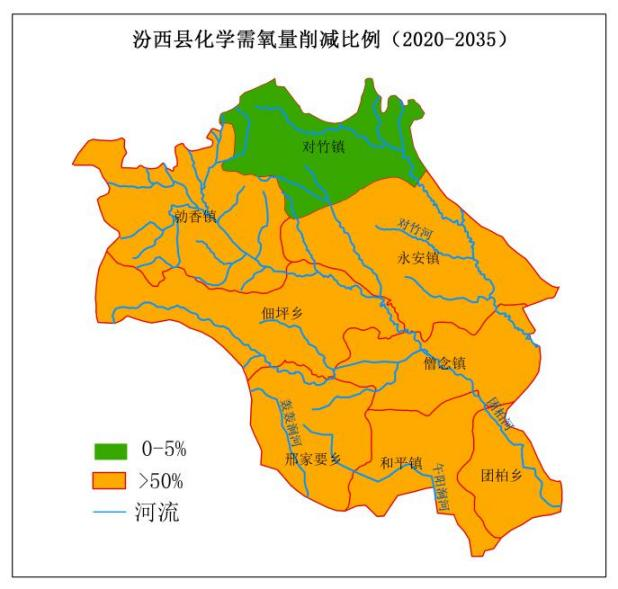 汾西县化学需氧量削减比例（2020-2035）
对竹镇
勍香镇
对竹河
永安镇
佃坪乡
僧念镇
团柏河
轰轰涧河
邢家要乡
和平镇
午阳涧河
团柏乡
0-5%
>50%
河流